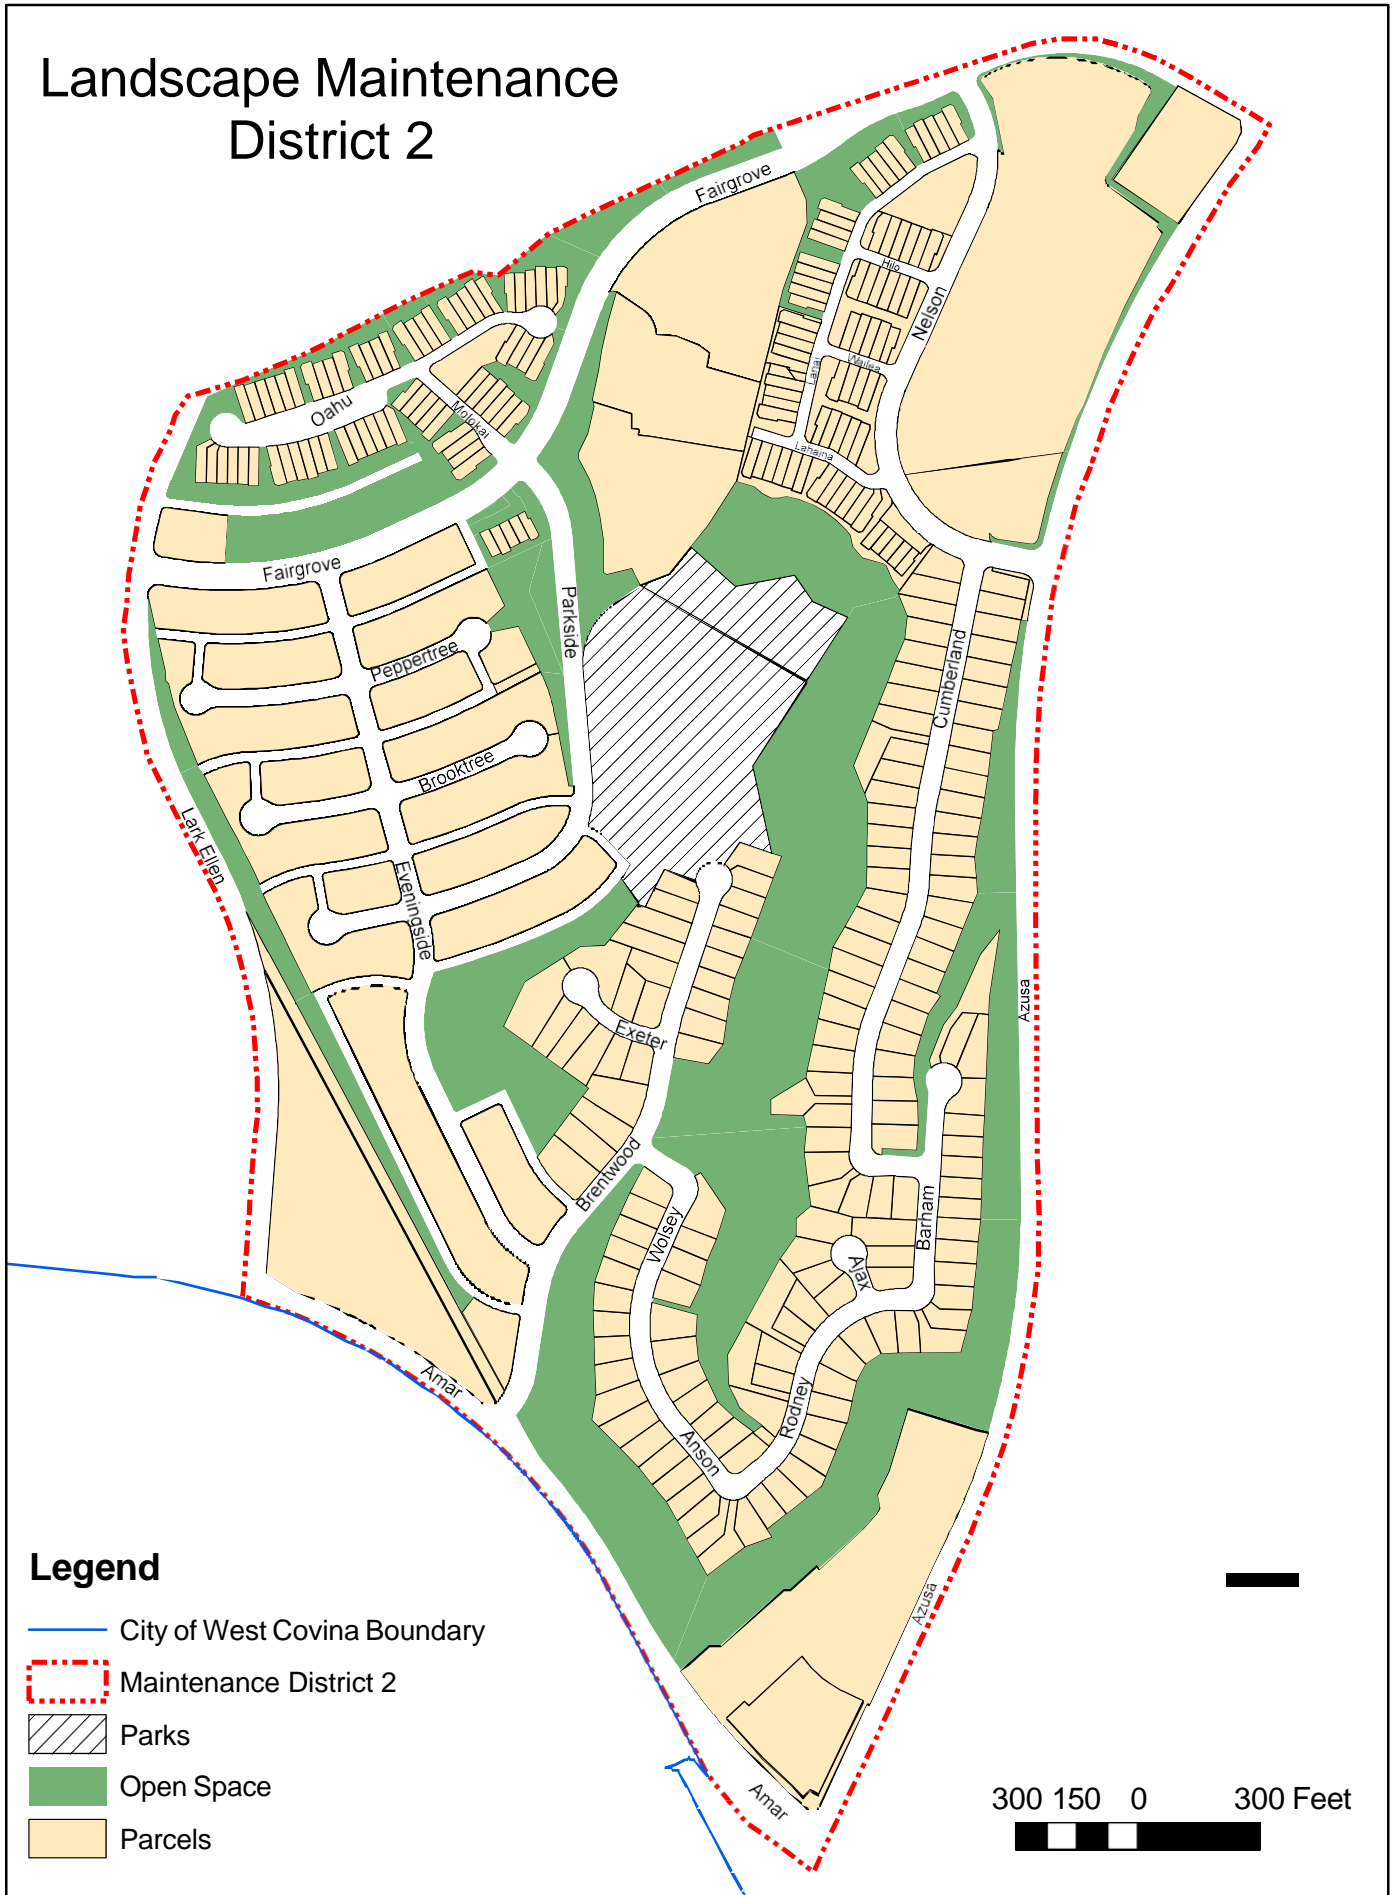 Landscape Maintenance
District 2
Fairgrove
Hilo
Nelson
Wailea
Lanai
Lahaina
Oahu
Molokai
Fairgrove
Parkside
Peppertree
Cumberland
Brooktree
Lark Ellen
Eveningside
Azusa
Exeter
Brentwood
Wolsey
Barham
Ajax
Amar
Rodney
Anson
Azusa
Amar
Legend
City of West Covina Boundary
Maintenance District 2
Parks
Open Space
Parcels
300 150 0 300 Feet